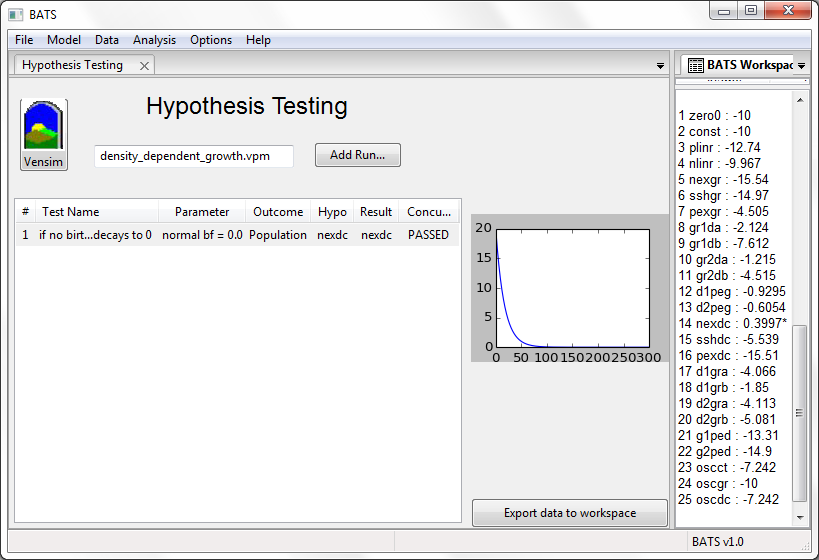 BATS
File Model Data Analysis Options Help
Hypothesis Testing
Hypothesis Testing
Vensim
density_dependent_growth.vpm
Add Run...
# Test Name Parameter Outcome Hypo Result Concu...
1 if no birt...decays to 0 normal bf = 0.0 Population nexdc nexdc PASSED
20
15
10
5
0
0 50 100 150 200 250 300
Export data to workspace
BATS Workspac
1 zero0 : -10
2 const : -10
3 plinr : -12.74
4 nlinr : -9.967
5 nexgr : -15.54
6 sshgr : -14.97
7 pexgr : -4.505
8 gr1da : -2.124
9 gr1db : -7.612
10 gr2da : -1.215
11 gr2db : -4.515
12 d1peg : -0.9295
13 d2peg : -0.6054
14 nexdc : 0.3997*
15 sshdc : -5.539
16 pexdc : -15.51
17 d1gra : -4.066
18 d1grb : -1.85
19 d2gra : -4.113
20 d2grb : -5.081
21 g1ped : -13.31
22 g2ped : -14.9
23 oscct : -7.242
24 oscgr : -10
25 oscdc : -7.242
BATS v1.0